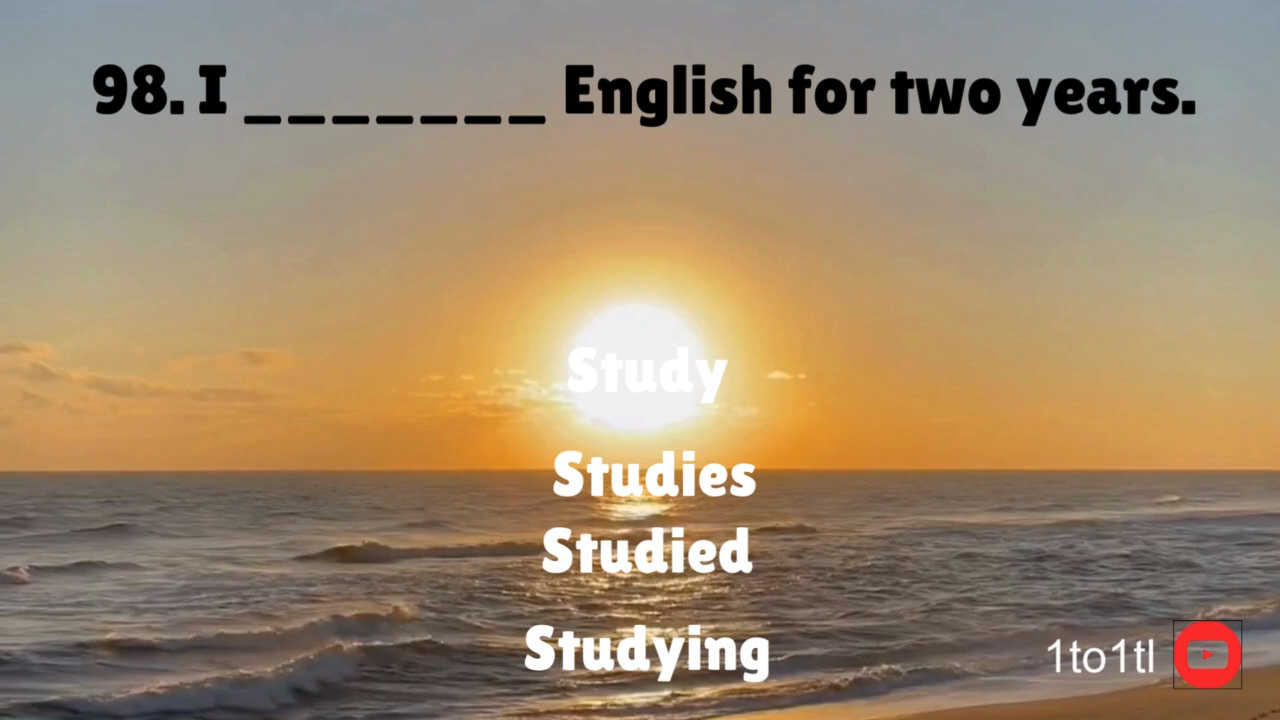 98. I _______ English for two years.
Study
Studies
Studied
Studying
1to1tl